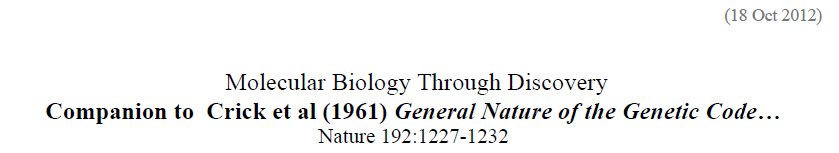 (18 Oct 2012)
Molecular Biology Through Discovery
Companion to Crick et al (1961) General Nature of the Genetic Code…
Nature 192:1227-1232